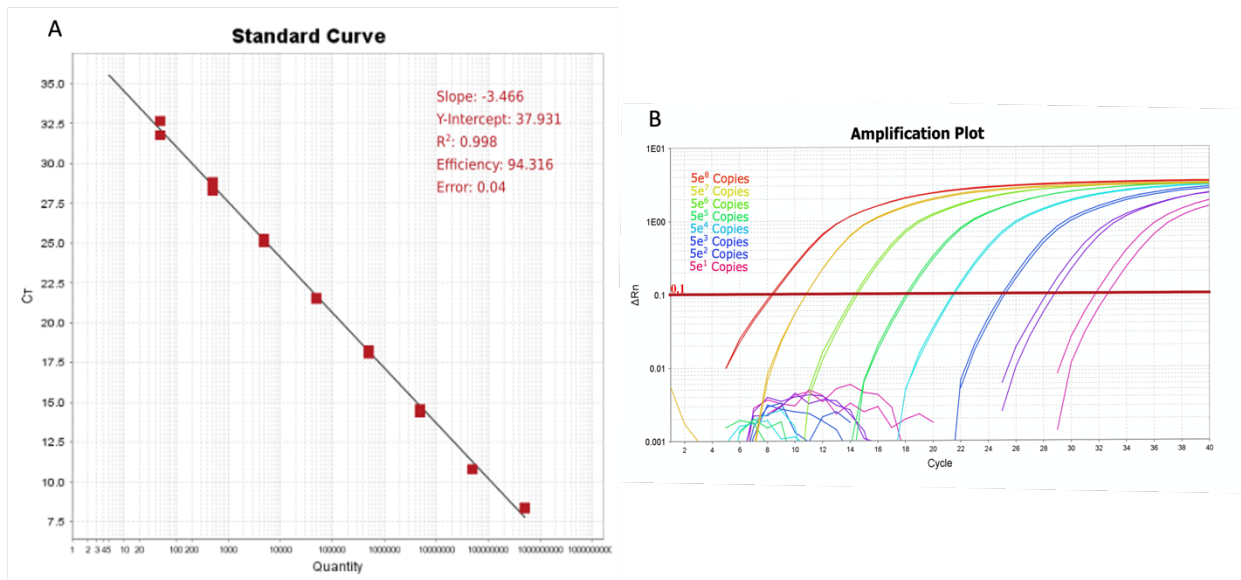 A
Standard Curve
35.0
32.5
30.0
27.5
25.0
22.5
20.0
17.5
15.0
12.5
10.0
7.5
CT
Slope: -3.466
Y-Intercept: 37.931
R²: 0.998
Efficiency: 94.316
Error: 0.04
1 2 3 45 10 20 100 200 1000 10000 100000 1000000
Quantity
B
Amplification Plot
1E01
1E00
0.1
0.01
0.001
ΔRn
5e⁸ Copies
5e⁷ Copies
5e⁶ Copies
5e⁵ Copies
5e⁴ Copies
5e³ Copies
5e² Copies
5e¹ Copies
0.1
2 4 6 8 10 12 14 16 18 20 22 24 26 28 30 32 34 36 38 40
Cycle